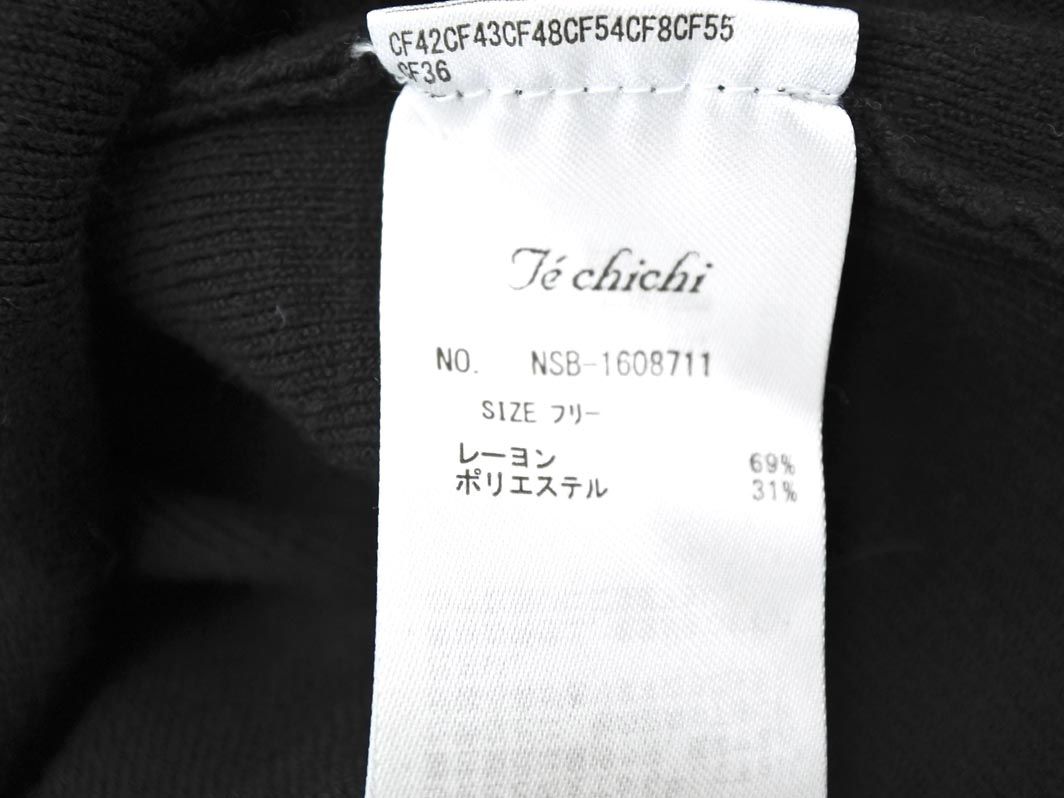 CF42CF43CF48CF54CF8CF55
CF36
Té chichi
NO. NSB-1608711
SIZE フリー
レーヨン 69%
ポリエステル 31%